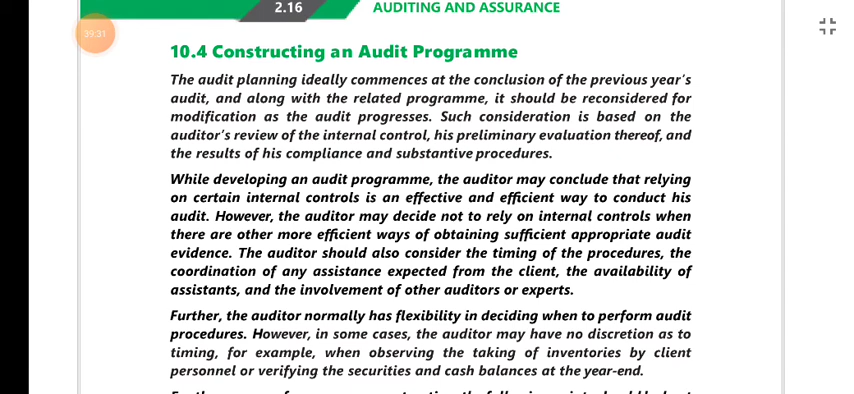 2.16
AUDITING AND ASSURANCE
39:31
10.4 Constructing an Audit Programme
The audit planning ideally commences at the conclusion of the previous year's
audit, and along with the related programme, it should be reconsidered for
modification as the audit progresses. Such consideration is based on the
auditor's review of the internal control, his preliminary evaluation thereof, and
the results of his compliance and substantive procedures.
While developing an audit programme, the auditor may conclude that relying
on certain internal controls is an effective and efficient way to conduct his
audit. However, the auditor may decide not to rely on internal controls when
there are other more efficient ways of obtaining sufficient appropriate audit
evidence. The auditor should also consider the timing of the procedures, the
coordination of any assistance expected from the client, the availability of
assistants, and the involvement of other auditors or experts.
Further, the auditor normally has flexibility in deciding when to perform audit
procedures. However, in some cases, the auditor may have no discretion as to
timing, for example, when observing the taking of inventories by client
personnel or verifying the securities and cash balances at the year-end.